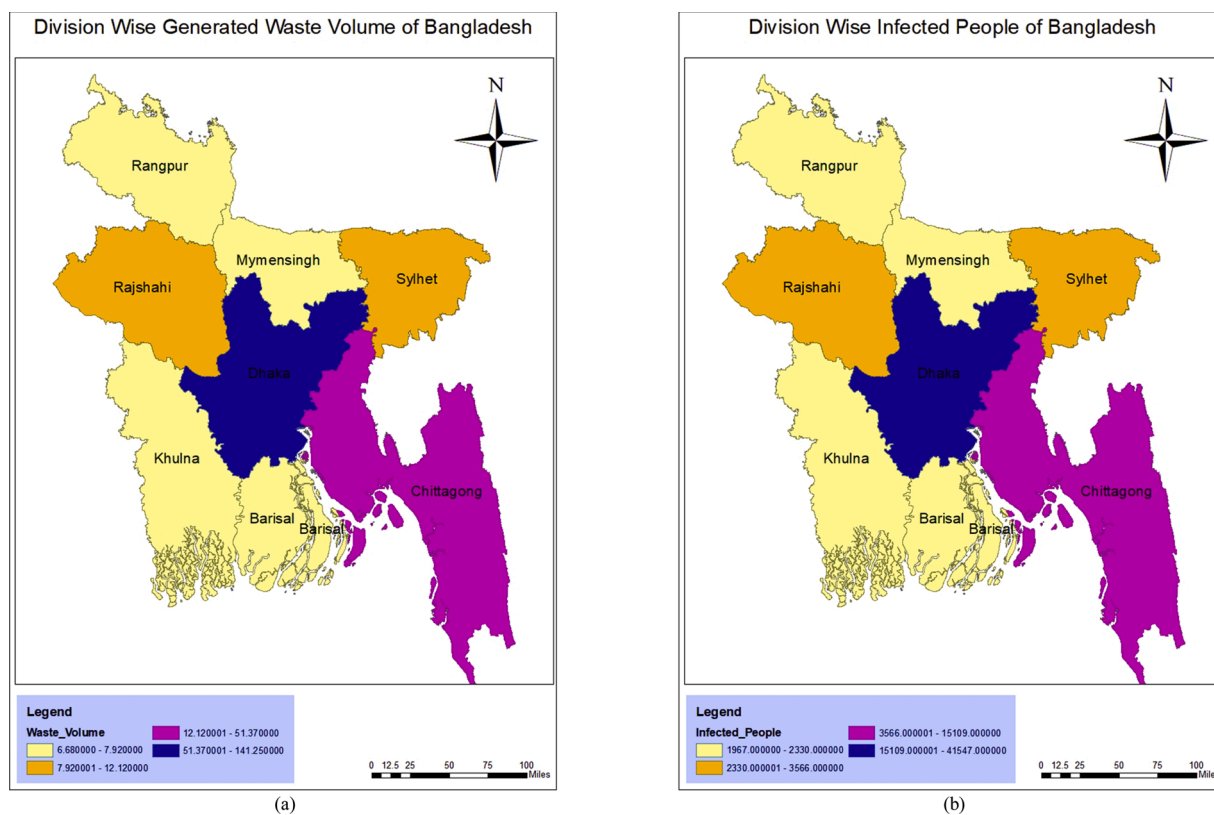 Division Wise Generated Waste Volume of Bangladesh
N
Rangpur
Mymensingh
Sylhet
Rajshahi
Dhaka
Khulna
Chittagong
Barisal
Barisal
Legend
Waste_Volume
6.680000 - 7.920000
7.920001 - 12.120000
12.120001 - 51.370000
51.370001 - 141.250000
0 12.5 25 50 75 100
Miles
(a)
Division Wise Infected People of Bangladesh
N
Rangpur
Mymensingh
Sylhet
Rajshahi
Dhaka
Khulna
Chittagong
Barisal
Barisal
Legend
Infected_People
1967.000000 - 2330.000000
2330.000001 - 3566.000000
3566.000001 - 15109.000000
15109.000001 - 41547.000000
0 12.5 25 50 75 100
Miles
(b)